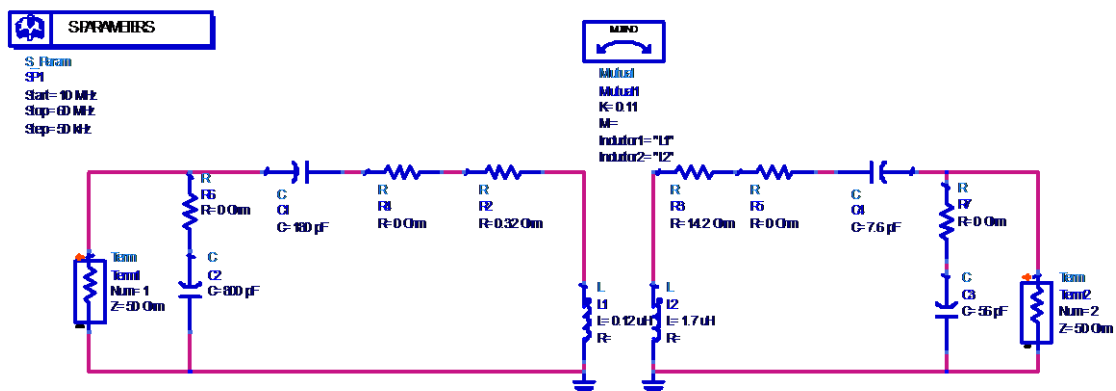 S-PARAMETERS
S_Param
SP1
Start=10 MHz
Stop=60 MHz
Step=50 kHz
MUTIND
Mutual
Mutual1
K=0.11
M=
Inductor1="L1"
Inductor2="L2"
R
R6
R=0 Ohm
C
C1
C=180 pF
R
R=0 Ohm
R
R2
R=0.32 Ohm
R
R=14.2 Ohm
R
R5
R=0 Ohm
C
C4
C=7.6 pF
R
R7
R=0 Ohm
Term
Term1
Num=1
Z=50 Ohm
C
C2
C=800 pF
L
L1
L=0.12 uH
R=
L
L2
L=1.7 uH
R=
C
C3
C=56 pF
Term
Term2
Num=2
Z=50 Ohm